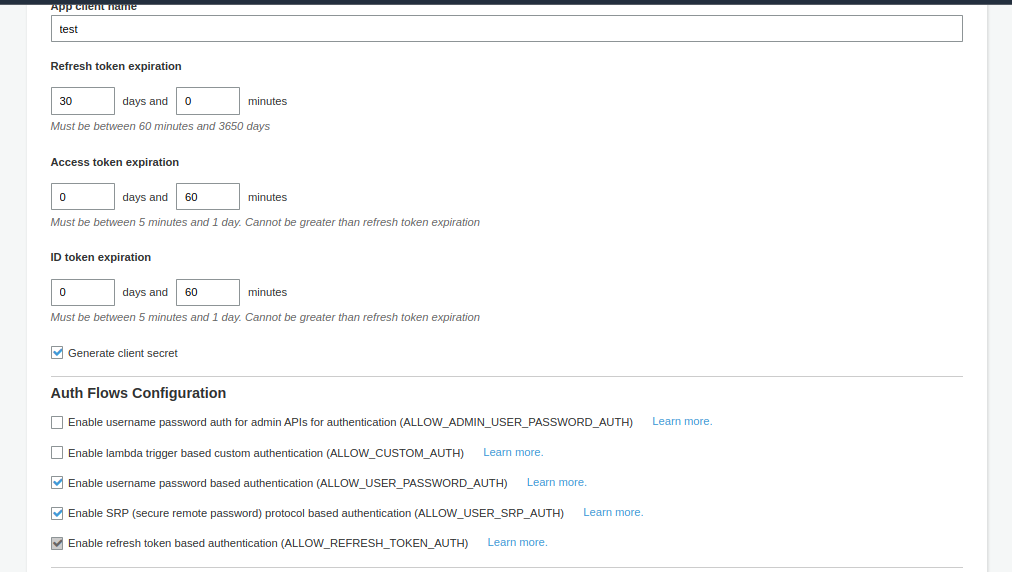 App client name
test
Refresh token expiration
30 days and 0 minutes
Must be between 60 minutes and 3650 days
Access token expiration
0 days and 60 minutes
Must be between 5 minutes and 1 day. Cannot be greater than refresh token expiration
ID token expiration
0 days and 60 minutes
Must be between 5 minutes and 1 day. Cannot be greater than refresh token expiration
Generate client secret
Auth Flows Configuration
Enable username password auth for admin APIs for authentication (ALLOW_ADMIN_USER_PASSWORD_AUTH) Learn more.
Enable lambda trigger based custom authentication (ALLOW_CUSTOM_AUTH) Learn more.
Enable username password based authentication (ALLOW_USER_PASSWORD_AUTH) Learn more.
Enable SRP (secure remote password) protocol based authentication (ALLOW_USER_SRP_AUTH) Learn more.
Enable refresh token based authentication (ALLOW_REFRESH_TOKEN_AUTH) Learn more.